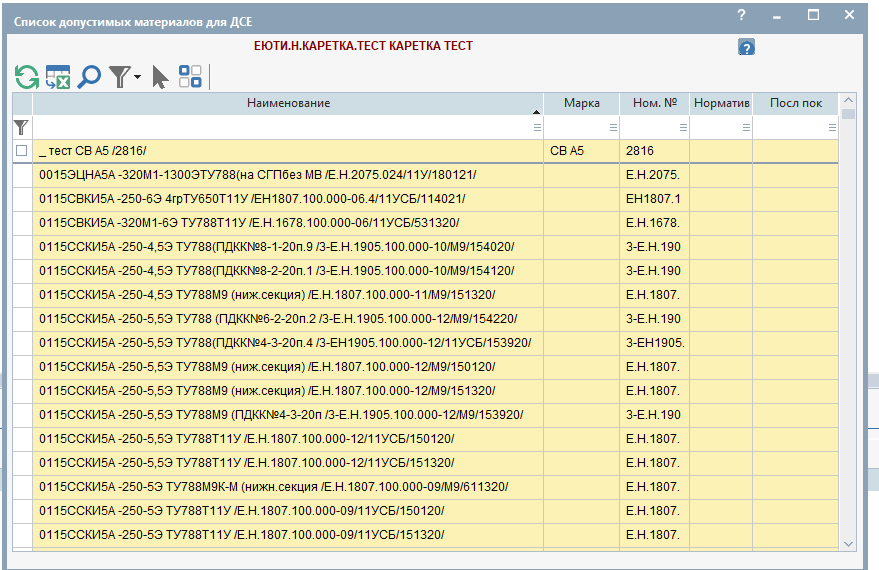 Список допустимых материалов для ДСЕ
ЕЮТИ.Н.КАРЕТКА.ТЕСТ КАРЕТКА ТЕСТ
Наименование Марка Ном. № Норматив Посл пок
_ тест СВ А5 /2816/ СВ А5 2816
0015ЭЦНА5А -320М1-1300ЭТУ788(на СГПбез МВ /Е.Н.2075.024/11У/180121/ Е.Н.2075.
0115СВКИ5А -250-6Э 4грТУ650Т11У /ЕН1807.100.000-06.4/11УСБ/114021/ ЕН1807.1
0115СВКИ5А -320М1-6Э ТУ788Т11У /Е.Н.1678.100.000-06/11УСБ/531320/ Е.Н.1678.
0115ССКИ5А -250-4,5Э ТУ788(ПДКК№8-1-20п.9 /3-Е.Н.1905.100.000-10/М9/154020/ 3-Е.Н.190
0115ССКИ5А -250-4,5Э ТУ788(ПДКК№8-2-20п.1 /3-Е.Н.1905.100.000-10/М9/154120/ 3-Е.Н.190
0115ССКИ5А -250-4,5Э ТУ788М9 (ниж.секция) /Е.Н.1807.100.000-11/М9/151320/ Е.Н.1807.
0115ССКИ5А -250-5,5Э ТУ788 (ПДКК№6-2-20п.2 /3-Е.Н.1905.100.000-12/М9/154220/ 3-Е.Н.190
0115ССКИ5А -250-5,5Э ТУ788(ПДКК№4-3-20п.4 /3-ЕН1905.100.000-12/11УСБ/153920/ 3-ЕН1905.
0115ССКИ5А -250-5,5Э ТУ788М9 (ниж.секция) /Е.Н.1807.100.000-12/М9/150120/ Е.Н.1807.
0115ССКИ5А -250-5,5Э ТУ788М9 (ниж.секция) /Е.Н.1807.100.000-12/М9/151320/ Е.Н.1807.
0115ССКИ5А -250-5,5Э ТУ788М9 (ПДКК№4-3-20п /3-Е.Н.1905.100.000-12/М9/153920/ 3-Е.Н.190
0115ССКИ5А -250-5,5Э ТУ788Т11У /Е.Н.1807.100.000-12/11УСБ/150120/ Е.Н.1807.
0115ССКИ5А -250-5,5Э ТУ788Т11У /Е.Н.1807.100.000-12/11УСБ/151320/ Е.Н.1807.
0115ССКИ5А -250-5Э ТУ788М9К-М (нижн.секция /Е.Н.1807.100.000-09/М9/611320/ Е.Н.1807.
0115ССКИ5А -250-5Э ТУ788Т11У /Е.Н.1807.100.000-09/11УСБ/150120/ Е.Н.1807.
0115ССКИ5А -250-5Э ТУ788Т11У /Е.Н.1807.100.000-09/11УСБ/151320/ Е.Н.1807.